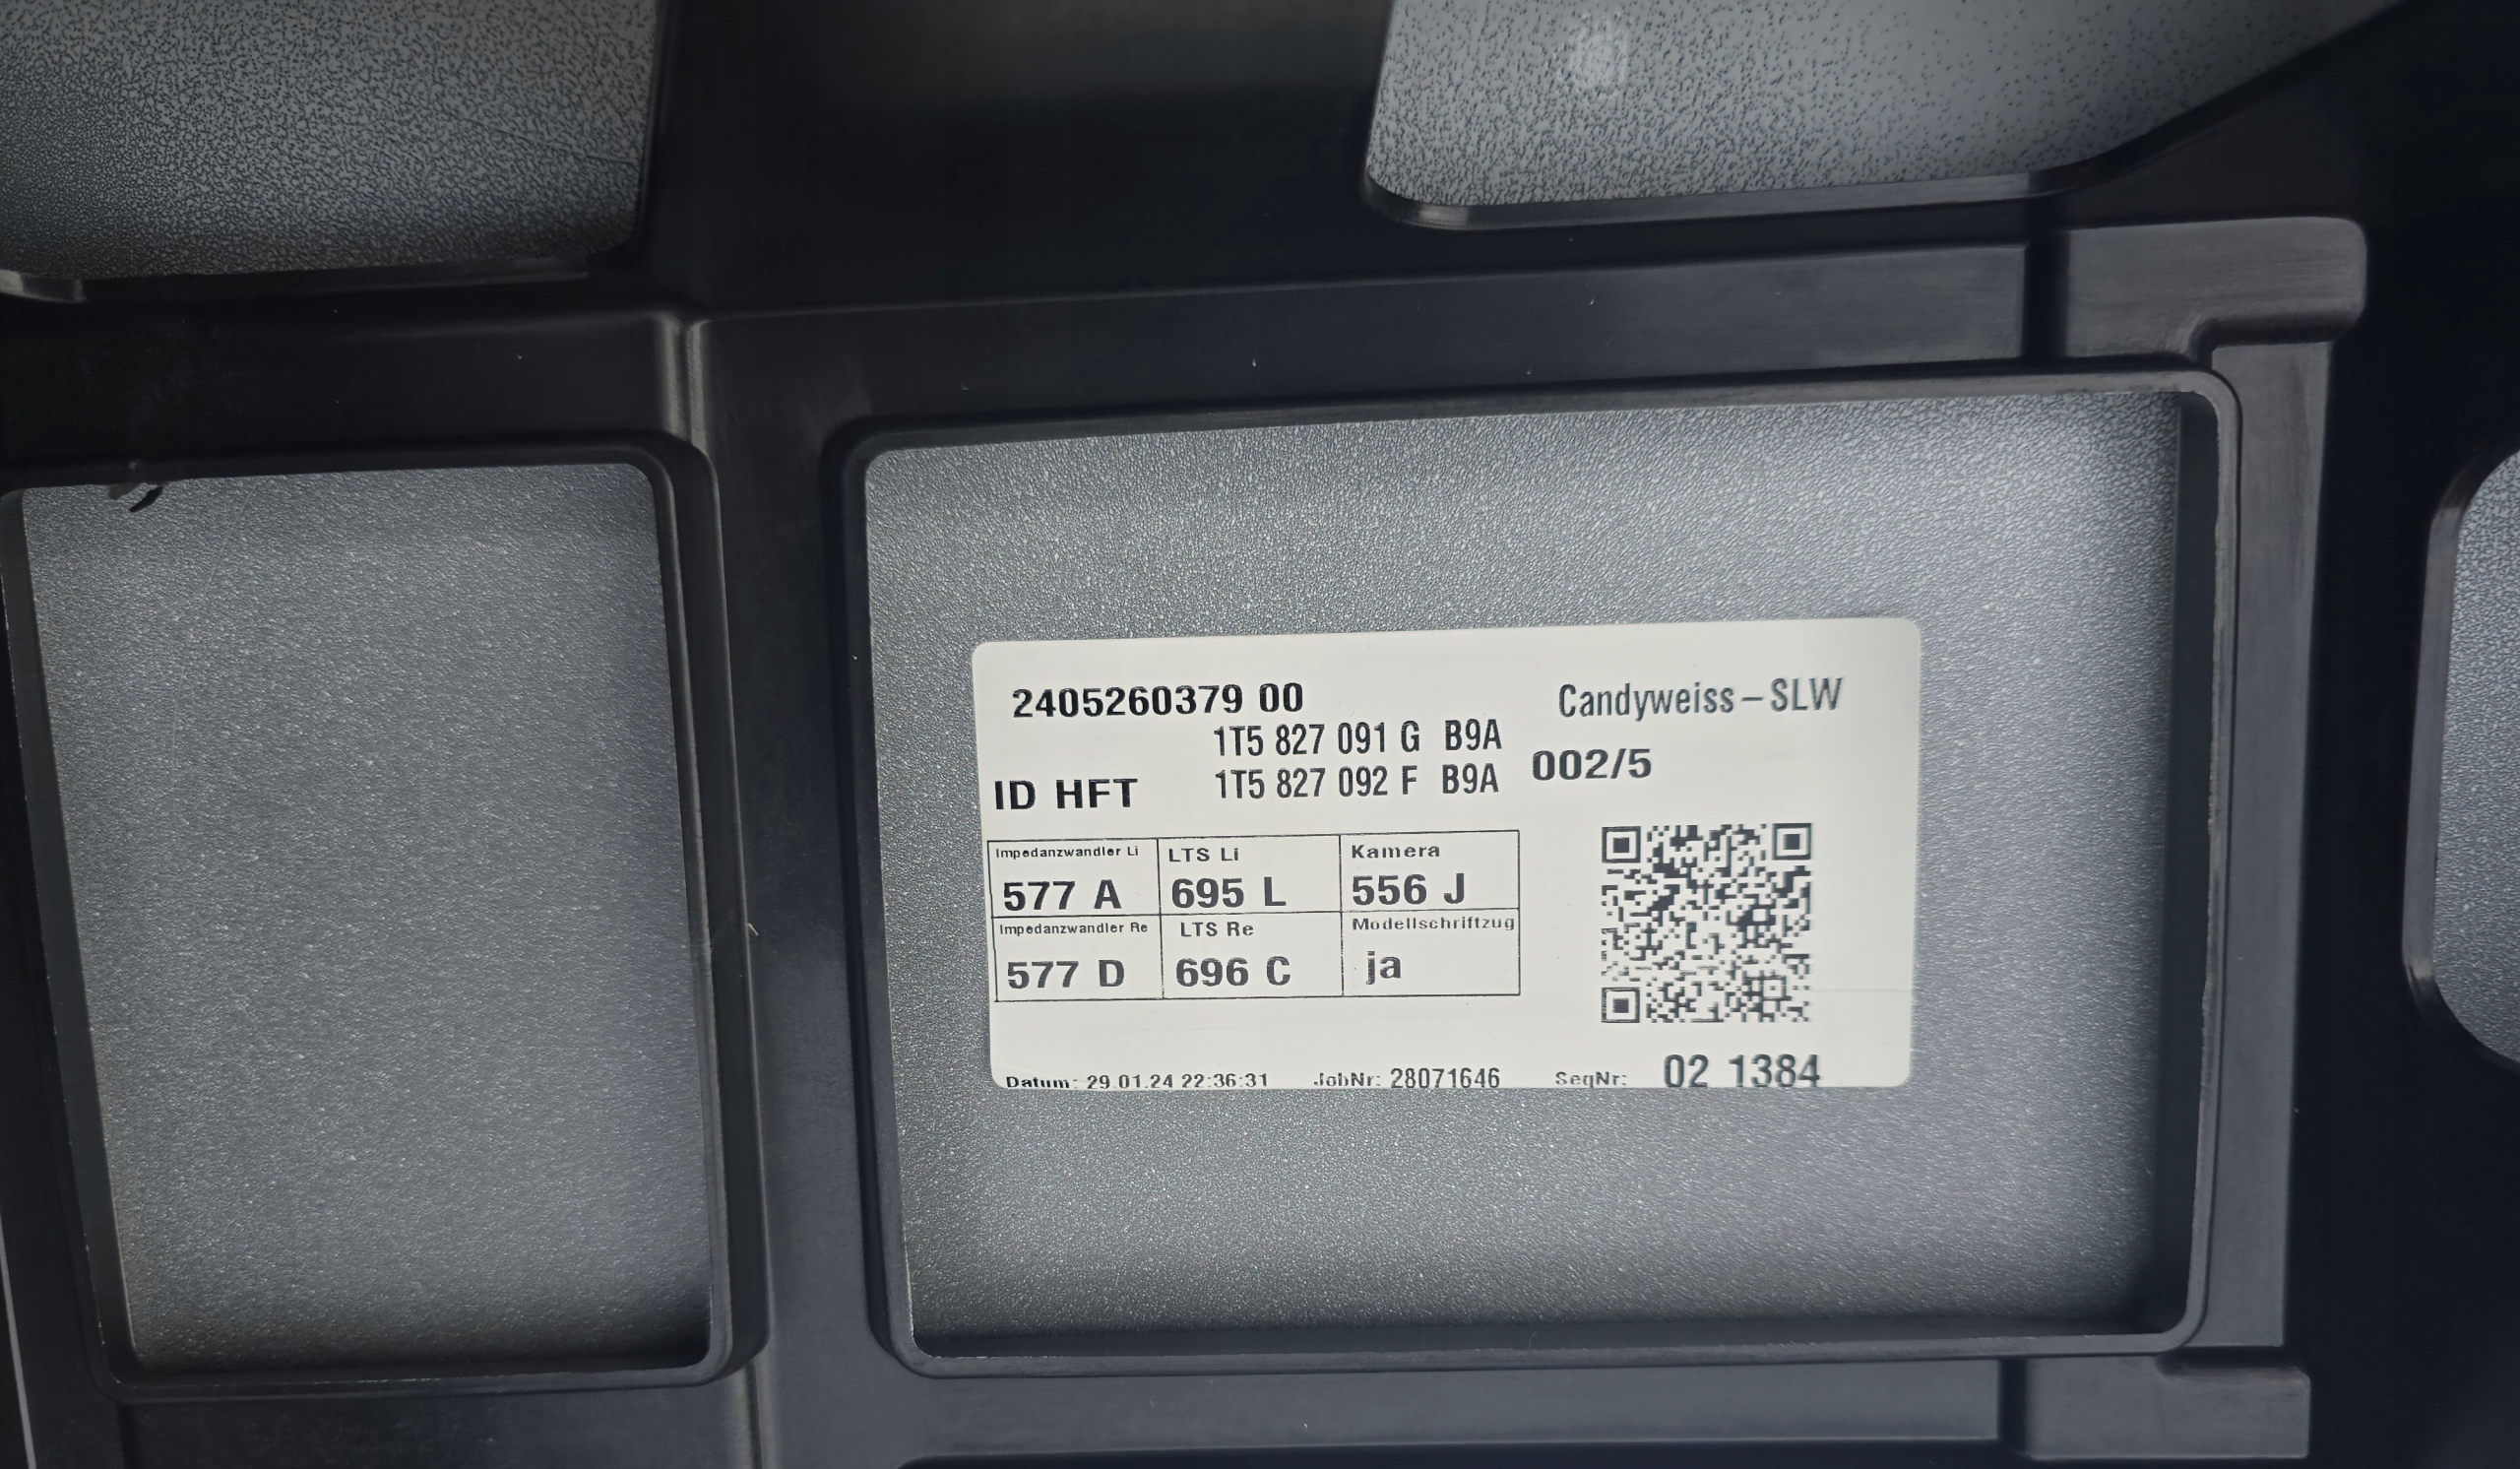 2405260379 00 Candyweiss – SLW
1T5 827 091 G B9A
ID HFT 1T5 827 092 F B9A 002/5
Impedanzwandler Li LTS Li Kamera
577 A 695 L 556 J
Impedanzwandler Re LTS Re Modellschriftzug
577 D 696 C ja
Datum: 29.01.24 22:36:31 JobNr: 28071646 SeqNr: 02 1384